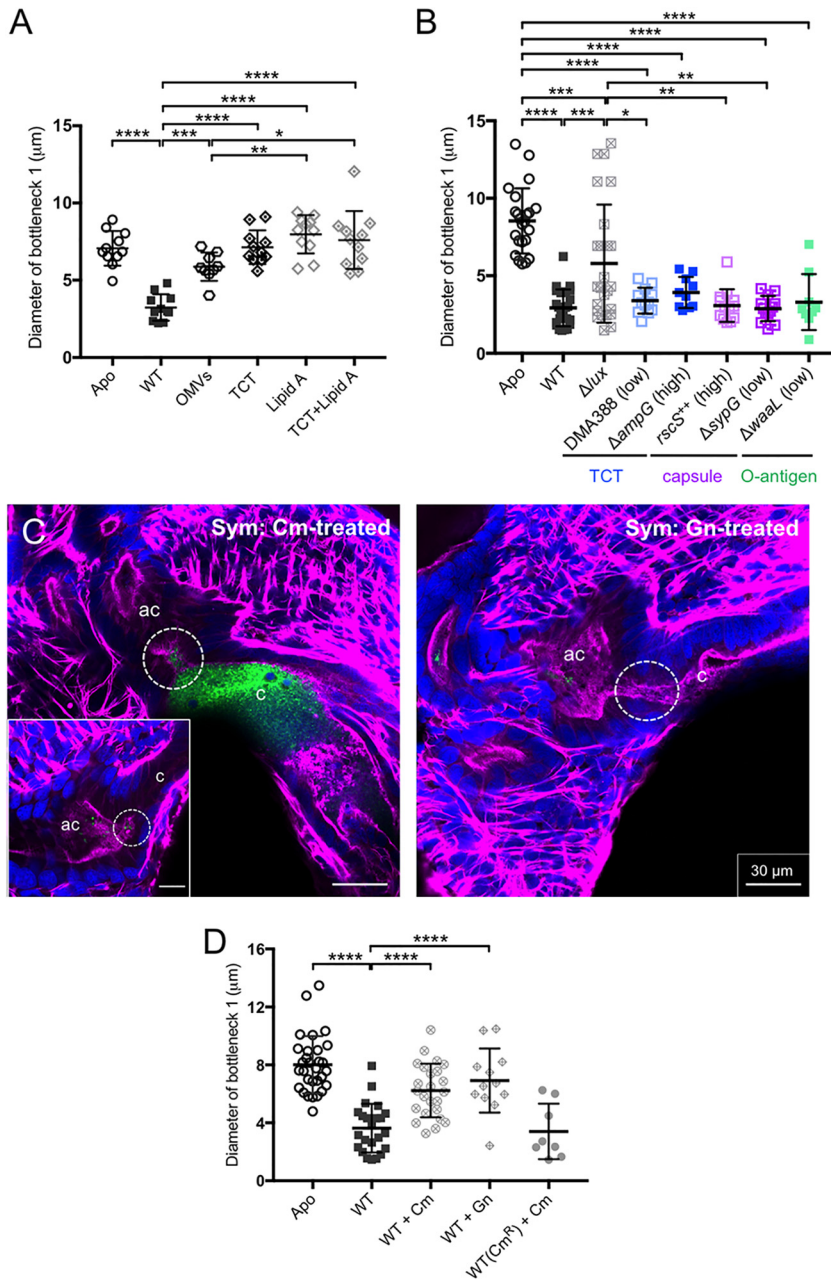 A
****
****
****
****
***
*
**
Diameter of bottleneck 1 (μm)
15
10
5
0
Apo
WT
OMVs
TCT
Lipid A
TCT+Lipid A
B
****
****
****
****
***
**
**
****
***
*
Diameter of bottleneck 1 (μm)
15
10
5
0
Apo
WT
Δlux
DMA388 (low)
ΔampG (high)
rscS++ (high)
ΔsypG (low)
ΔwaaL (low)
TCT
capsule
O-antigen
C
Sym: Cm-treated
ac
c
ac
c
Sym: Gn-treated
ac
c
30 μm
D
****
****
****
Diameter of bottleneck 1 (μm)
16
12
8
4
0
Apo
WT
WT + Cm
WT + Gn
WT(CmR) + Cm